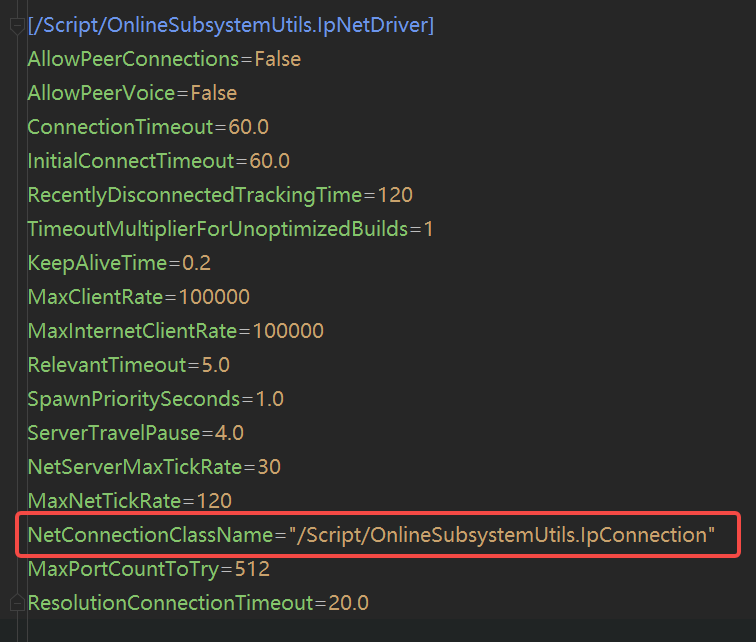 [/Script/OnlineSubsystemUtils.IpNetDriver]
AllowPeerConnections=False
AllowPeerVoice=False
ConnectionTimeout=60.0
InitialConnectTimeout=60.0
RecentlyDisconnectedTrackingTime=120
TimeoutMultiplierForUnoptimizedBuilds=1
KeepAliveTime=0.2
MaxClientRate=100000
MaxInternetClientRate=100000
RelevantTimeout=5.0
SpawnPrioritySeconds=1.0
ServerTravelPause=4.0
NetServerMaxTickRate=30
MaxNetTickRate=120
NetConnectionClassName="/Script/OnlineSubsystemUtils.IpConnection"
MaxPortCountToTry=512
ResolutionConnectionTimeout=20.0